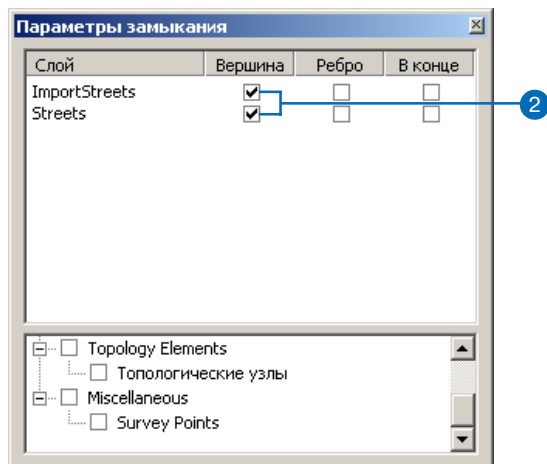 Параметры замыкания
Слой Вершина Ребро В конце
ImportStreets
2
Streets
Topology Elements
Топологические узлы
Miscellaneous
Survey Points